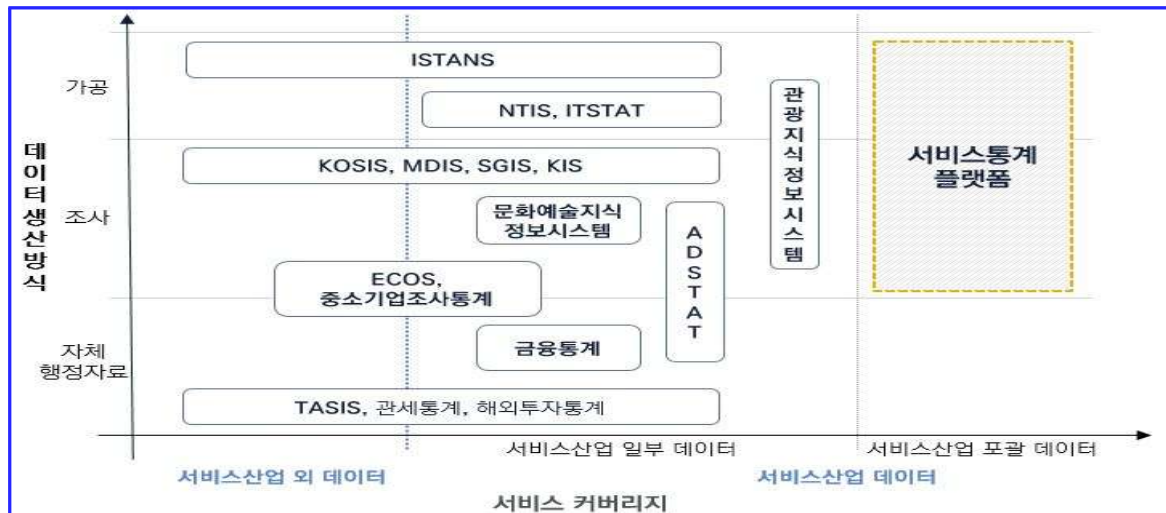 ISTANS
가공
NTIS, ITSTAT
관광지식정보시스템
서비스통계
플랫폼
데이터생산방식
KOSIS, MDIS, SGIS, KIS
조사
문화예술지식
정보시스템
ADSTAT
ECOS,
중소기업조사통계
자체
행정자료
금융통계
TASIS, 관세통계, 해외투자통계
서비스산업 일부 데이터
서비스산업 포괄 데이터
서비스산업 외 데이터
서비스산업 데이터
서비스 커버리지